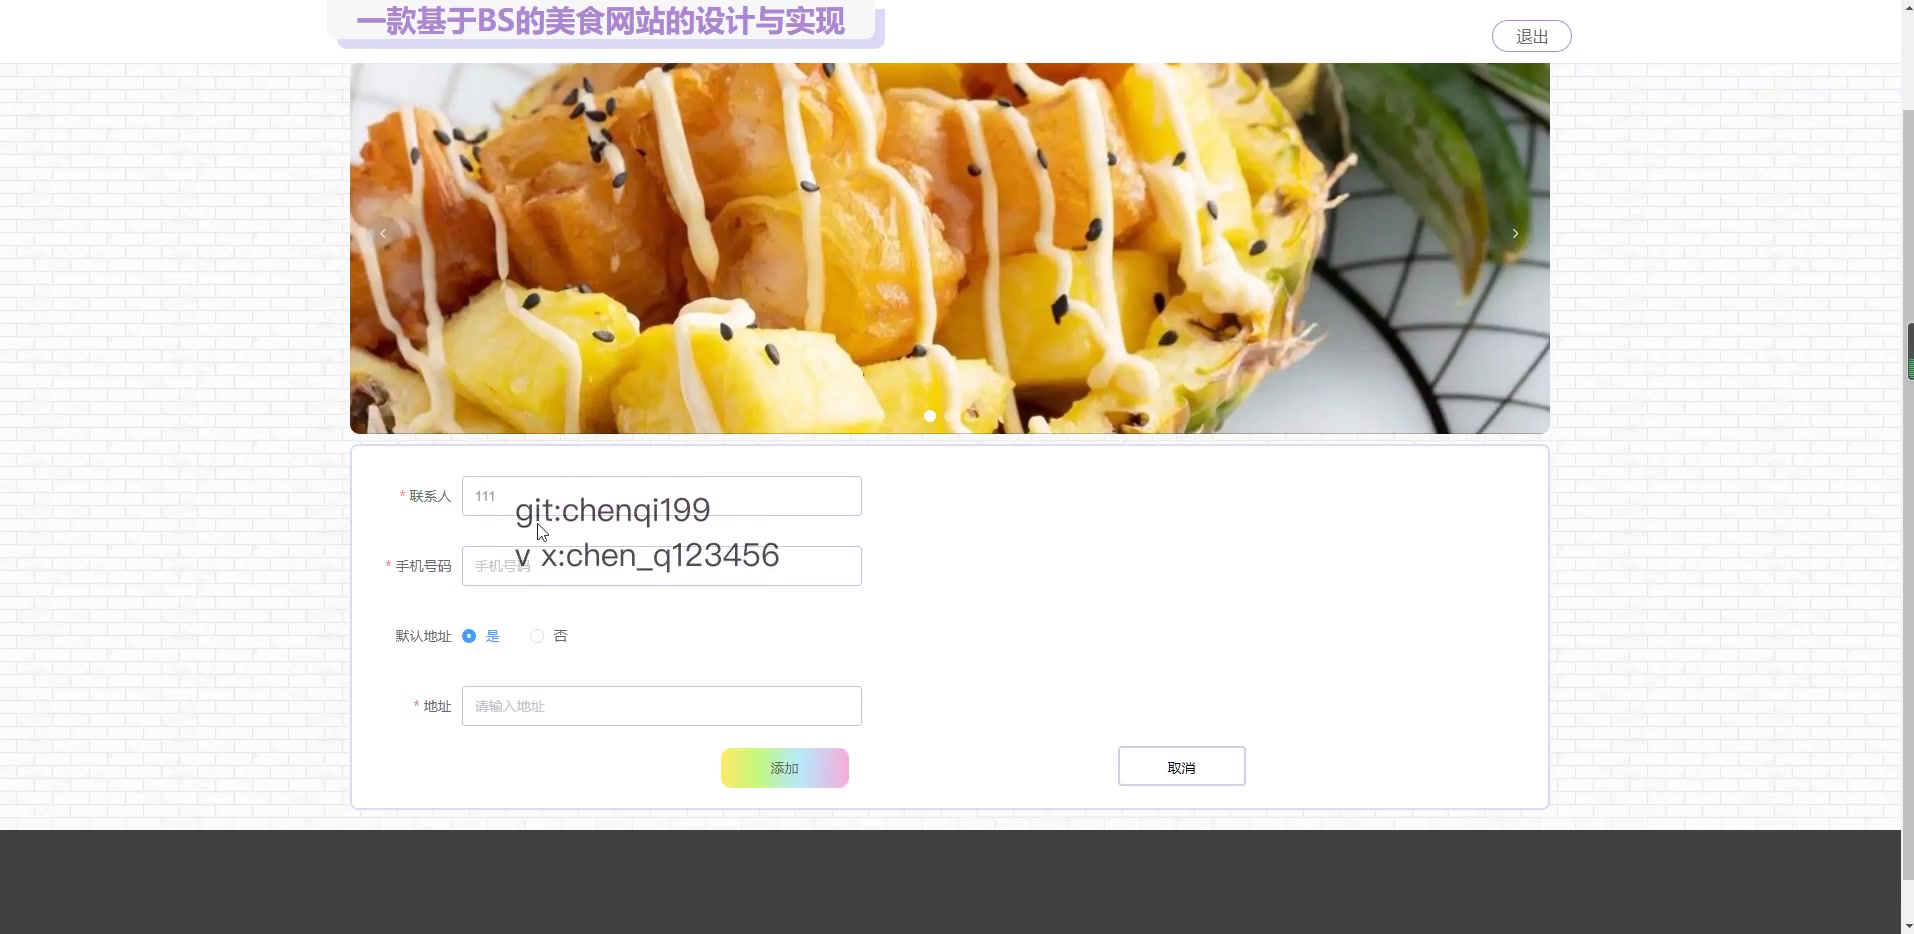 一款基于BS的美食网站的设计与实现
退出
* 联系人 111
git:chenqi199
* 手机号码 手机号码
v x:chen_q123456
默认地址 是 否
* 地址 请输入地址
添加 取消